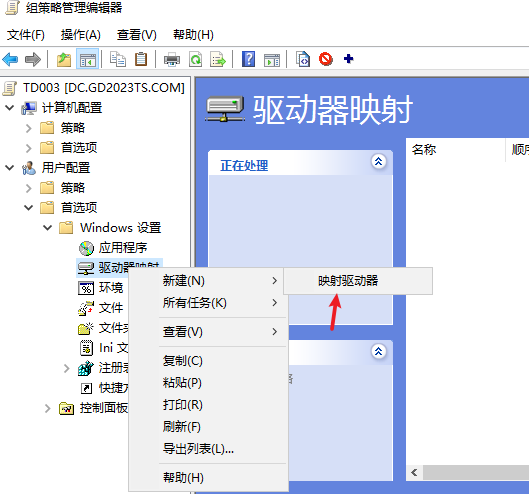 组策略管理编辑器
文件(F) 操作(A) 查看(V) 帮助(H)
TD003 [DC.GD2023TS.COM]
计算机配置
策略
首选项
用户配置
策略
首选项
Windows 设置
应用程序
驱动器映射
环境
文件
文件夹
Ini 文
注册表
快捷方
控制面板
驱动器映射
正在处理
名称 顺序
新建(N)
所有任务(K)
查看(V)
复制(C)
粘贴(P)
打印(R)
刷新(F)
导出列表(L)...
帮助(H)
映射驱动器